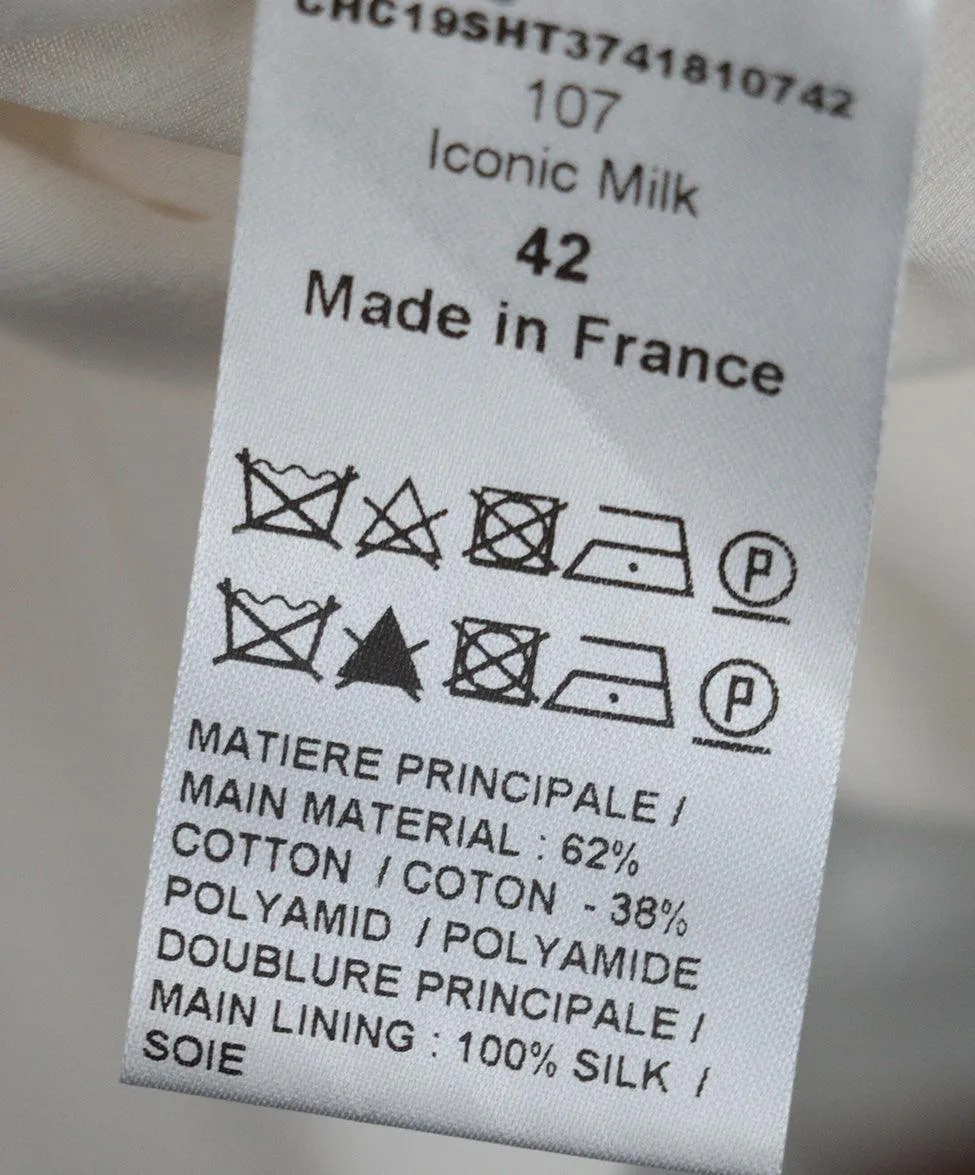 CHC19SHT3741810742
107
Iconic Milk
42
Made in France
P
P
MATIERE PRINCIPALE /
MAIN MATERIAL : 62%
COTTON / COTON - 38%
POLYAMID / POLYAMIDE
DOUBLURE PRINCIPALE /
MAIN LINING : 100% SILK /
SOIE